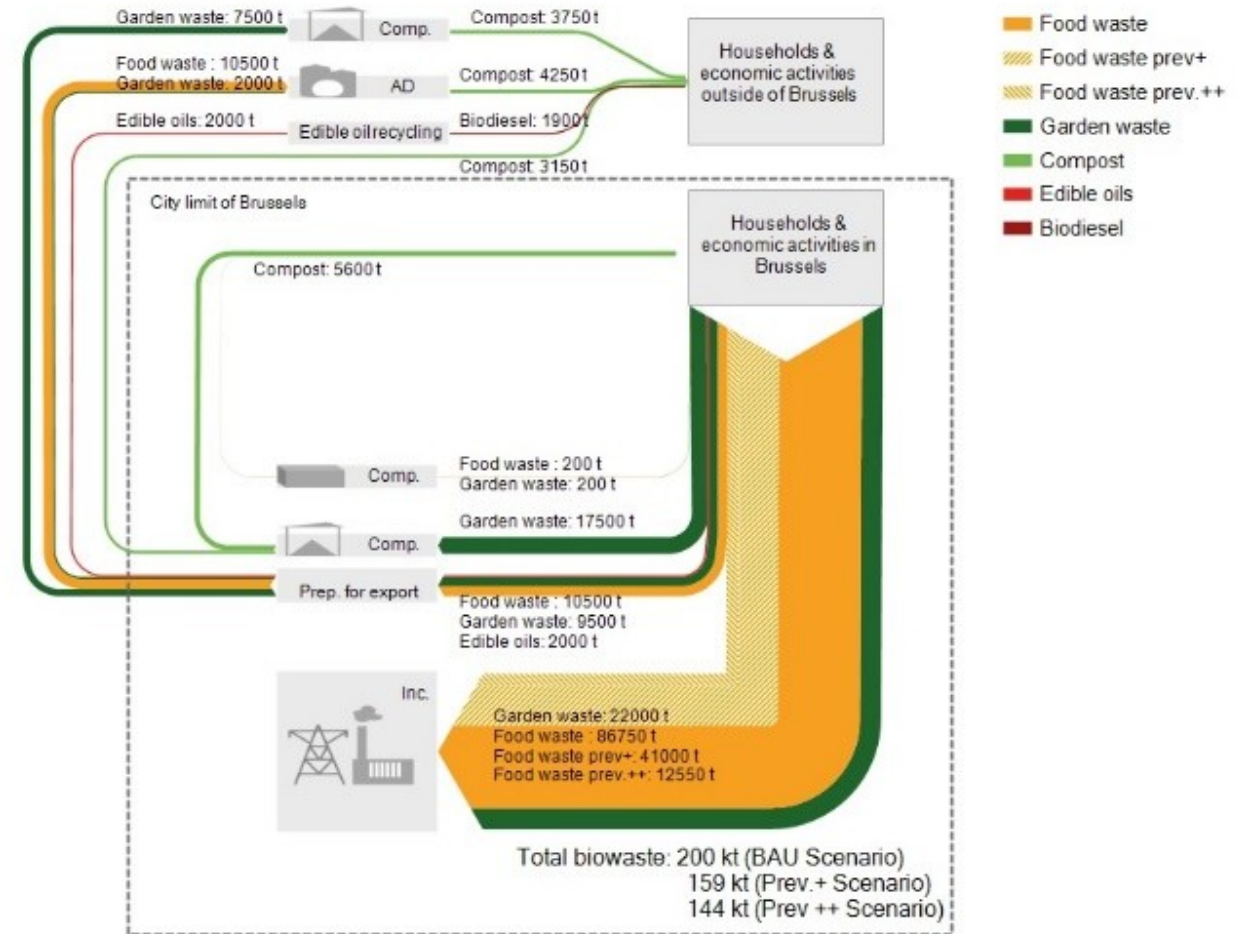 Garden waste: 7500 t
Comp.
Compost: 3750 t
Food waste : 10500 t
Garden waste: 2000 t
AD
Compost: 4250 t
Edible oils: 2000 t
Edible oil recycling
Biodiesel: 1900 t
Compost: 3150 t
Households &
economic activities
outside of Brussels
Food waste
Food waste prev+
Food waste prev.++
Garden waste
Compost
Edible oils
Biodiesel
City limit of Brussels
Households &
economic activities in
Brussels
Compost: 5600 t
Comp.
Food waste : 200 t
Garden waste: 200 t
Garden waste: 17500 t
Comp.
Prep. for export
Food waste : 10500 t
Garden waste: 9500 t
Edible oils: 2000 t
Inc.
Garden waste: 22000 t
Food waste : 86750 t
Food waste prev+: 41000 t
Food waste prev.++: 12550 t
Total biowaste: 200 kt (BAU Scenario)
159 kt (Prev.+ Scenario)
144 kt (Prev ++ Scenario)